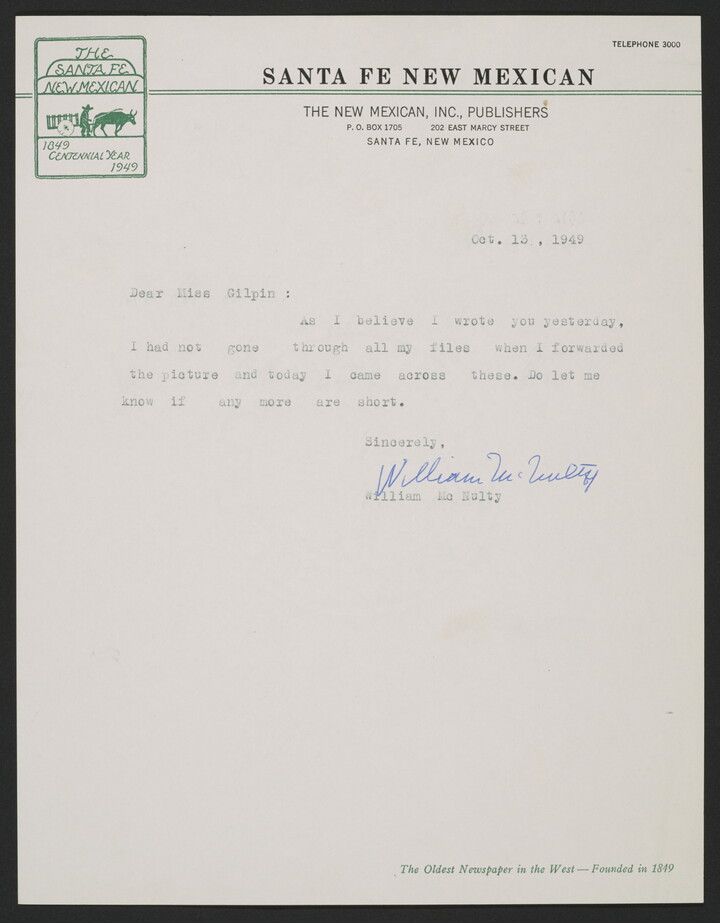 TELEPHONE 3000
THE
SANTA FE
NEW MEXICAN
1849
CENTENNIAL YEAR
1949
SANTA FE NEW MEXICAN
THE NEW MEXICAN, INC., PUBLISHERS
P. O. BOX 1705 202 EAST MARCY STREET
SANTA FE, NEW MEXICO
Oct. 13 , 1949
Dear Miss Gilpin :
As I believe I wrote you yesterday,
I had not gone through all my files when I forwarded
the picture and today I came across these. Do let me
know if any more are short.
Sincerely,
William McNulty
William Mc Nulty
The Oldest Newspaper in the West — Founded in 1849